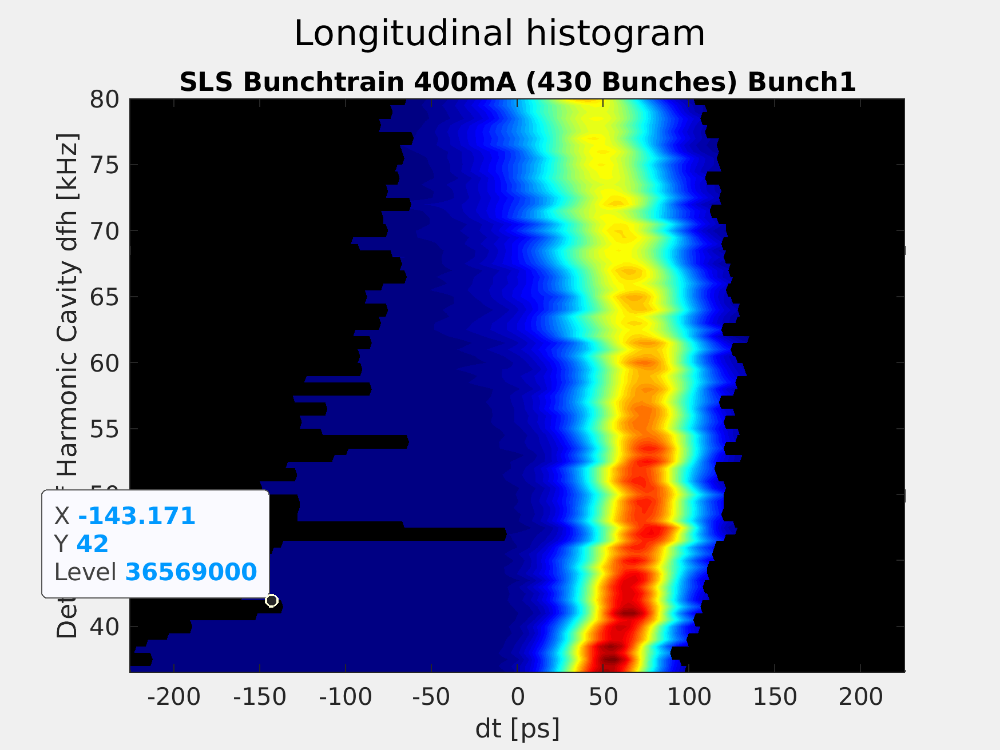 Longitudinal histogram
SLS Bunchtrain 400mA (430 Bunches) Bunch1
80
75
70
65
60
55
40
Harmonic Cavity dfh [kHz]
X -143.171
Y 42
Level 36569000
-200 -150 -100 -50 0 50 100 150 200
dt [ps]